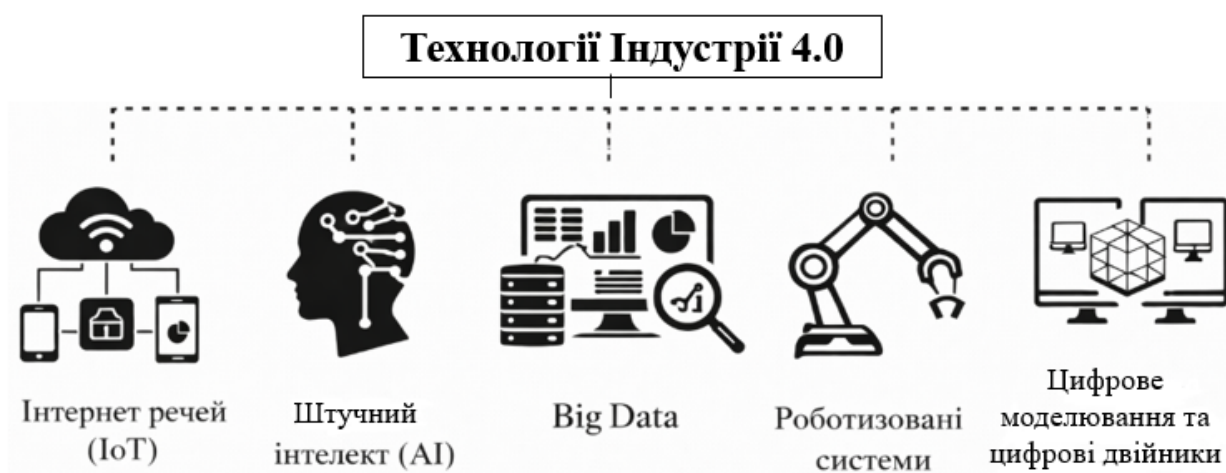 Технології Індустрії 4.0
Інтернет речей
(IoT)
Штучний
інтелект (AI)
Big Data
Роботизовані
системи
Цифрове
моделювання та
цифрові двійники